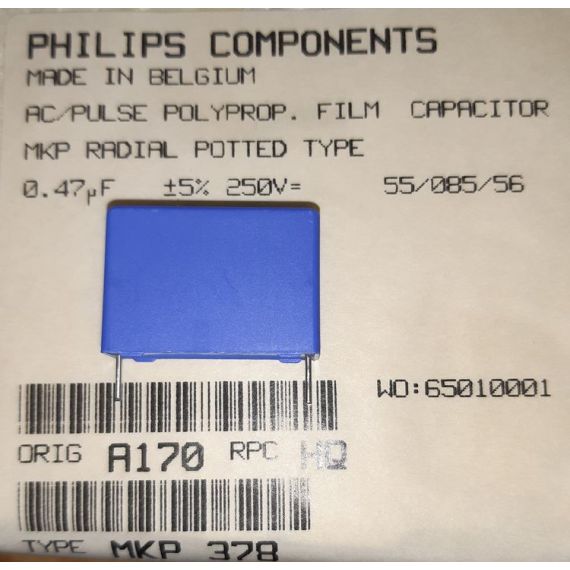 PHILIPS COMPONENTS
MADE IN BELGIUM
AC/PULSE POLYPROP. FILM CAPACITOR
MKP RADIAL POTTED TYPE
0.47µF ±5% 250V= 55/085/56
WO:65010001
ORIG A170 RPC HQ
TYPE MKP 378